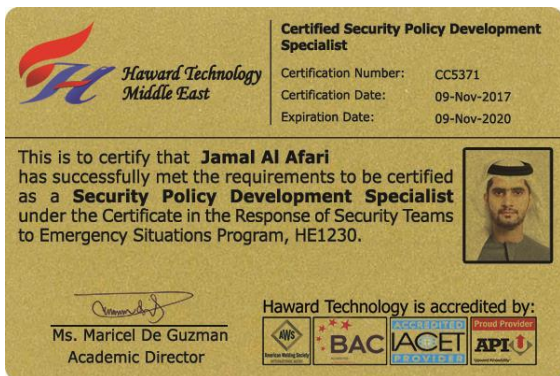 Haward Technology
Middle East
Certified Security Policy Development
Specialist
Certification Number: CC5371
Certification Date: 09-Nov-2017
Expiration Date: 09-Nov-2020
This is to certify that Jamal Al Afari
has successfully met the requirements to be certified
as a Security Policy Development Specialist
under the Certificate in the Response of Security Teams
to Emergency Situations Program, HE1230.
Ms. Maricel De Guzman
Academic Director
Haward Technology is accredited by:
AWS
American Welding Society
BAC
ACCREDITED
IACET
PROVIDER
Proud Provider
API